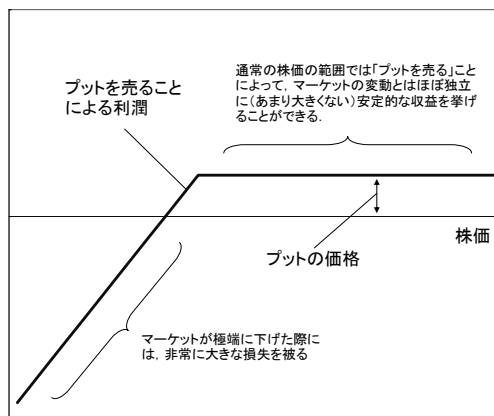 通常の株価の範囲では「プットを売る」こと
によって, マーケットの変動とはほぼ独立
に(あまり大きくない)安定的な収益を挙げ
ることができる.
プットを売ること
による利潤
株価
プットの価格
マーケットが極端に下げた際に
は, 非常に大きな損失を被る